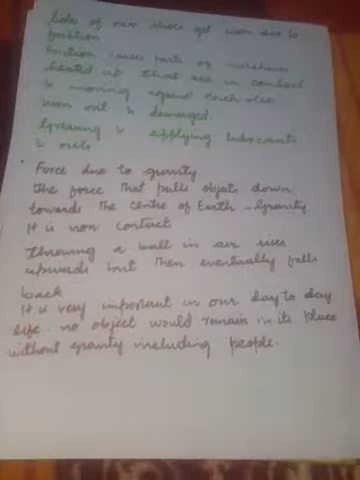 Soles of our shoes get worn due to
friction
Friction causes parts of machines
heated up that are in contact
& moving against each other
worn out & damaged.
Greasing & applying lubricants
& oils
Force due to gravity
The force that pulls objects down
towards the centre of Earth - Gravity
It is non contact
Throwing a ball in air rises
upwards but then eventually falls
back
It is very important in our day to day
life. no object would remain in its place
without gravity including people.